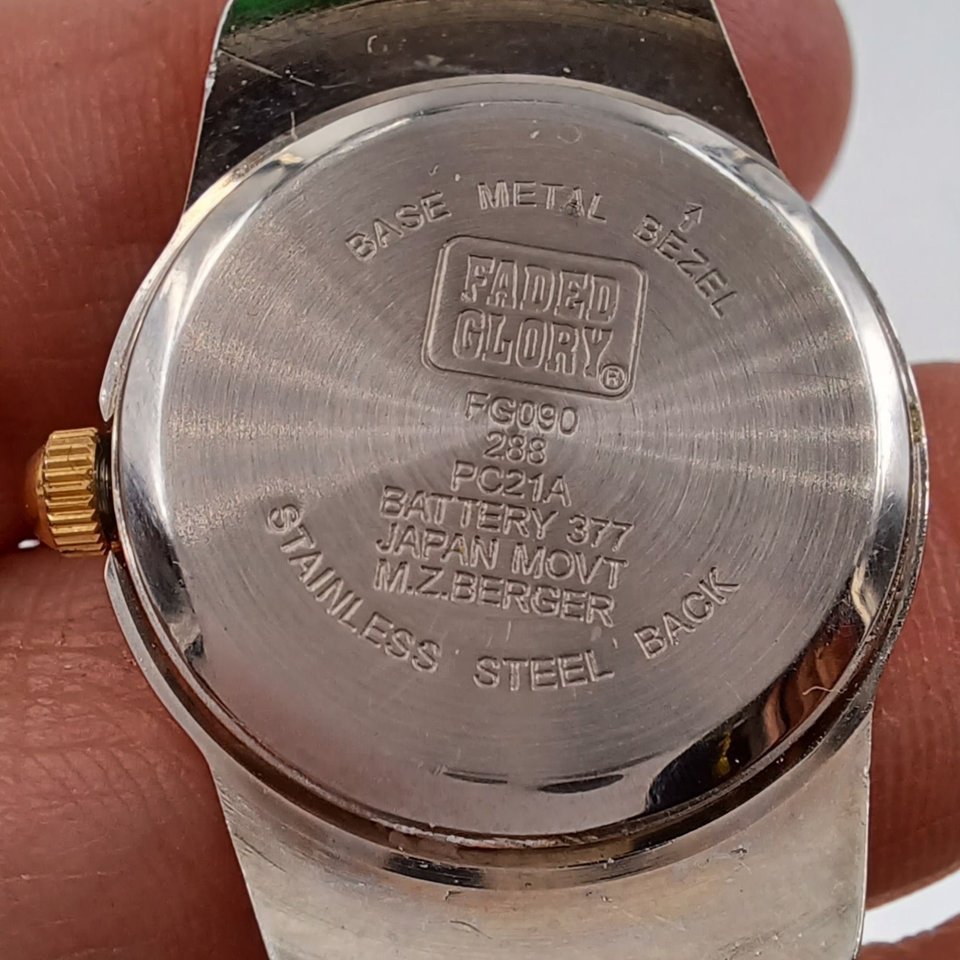 BASE METAL BEZEL
FADED
GLORY®
FG090
288
PC21A
BATTERY 377
JAPAN MOVT
M.Z.BERGER
STAINLESS STEEL BACK